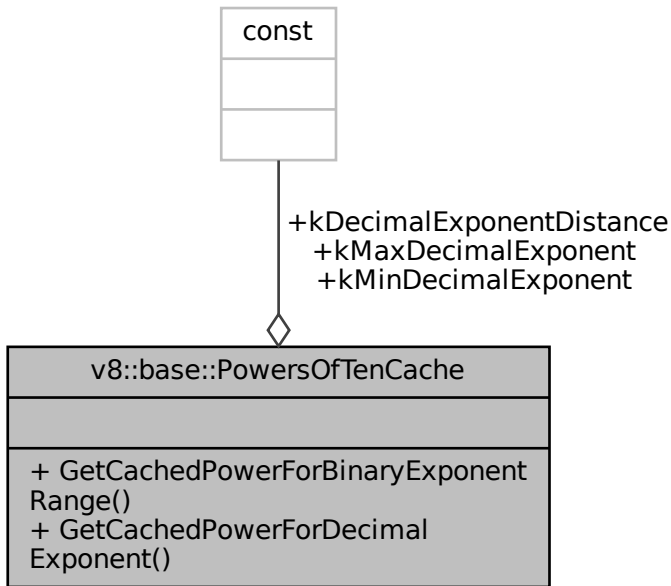 const
+kDecimalExponentDistance
+kMaxDecimalExponent
+kMinDecimalExponent
v8::base::PowersOfTenCache
+ GetCachedPowerForBinaryExponent
Range()
+ GetCachedPowerForDecimal
Exponent()